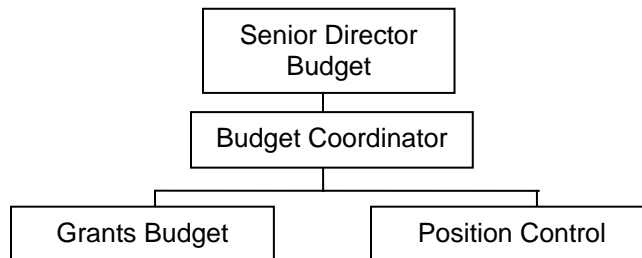 Senior Director
Budget
Budget Coordinator
Grants Budget
Position Control